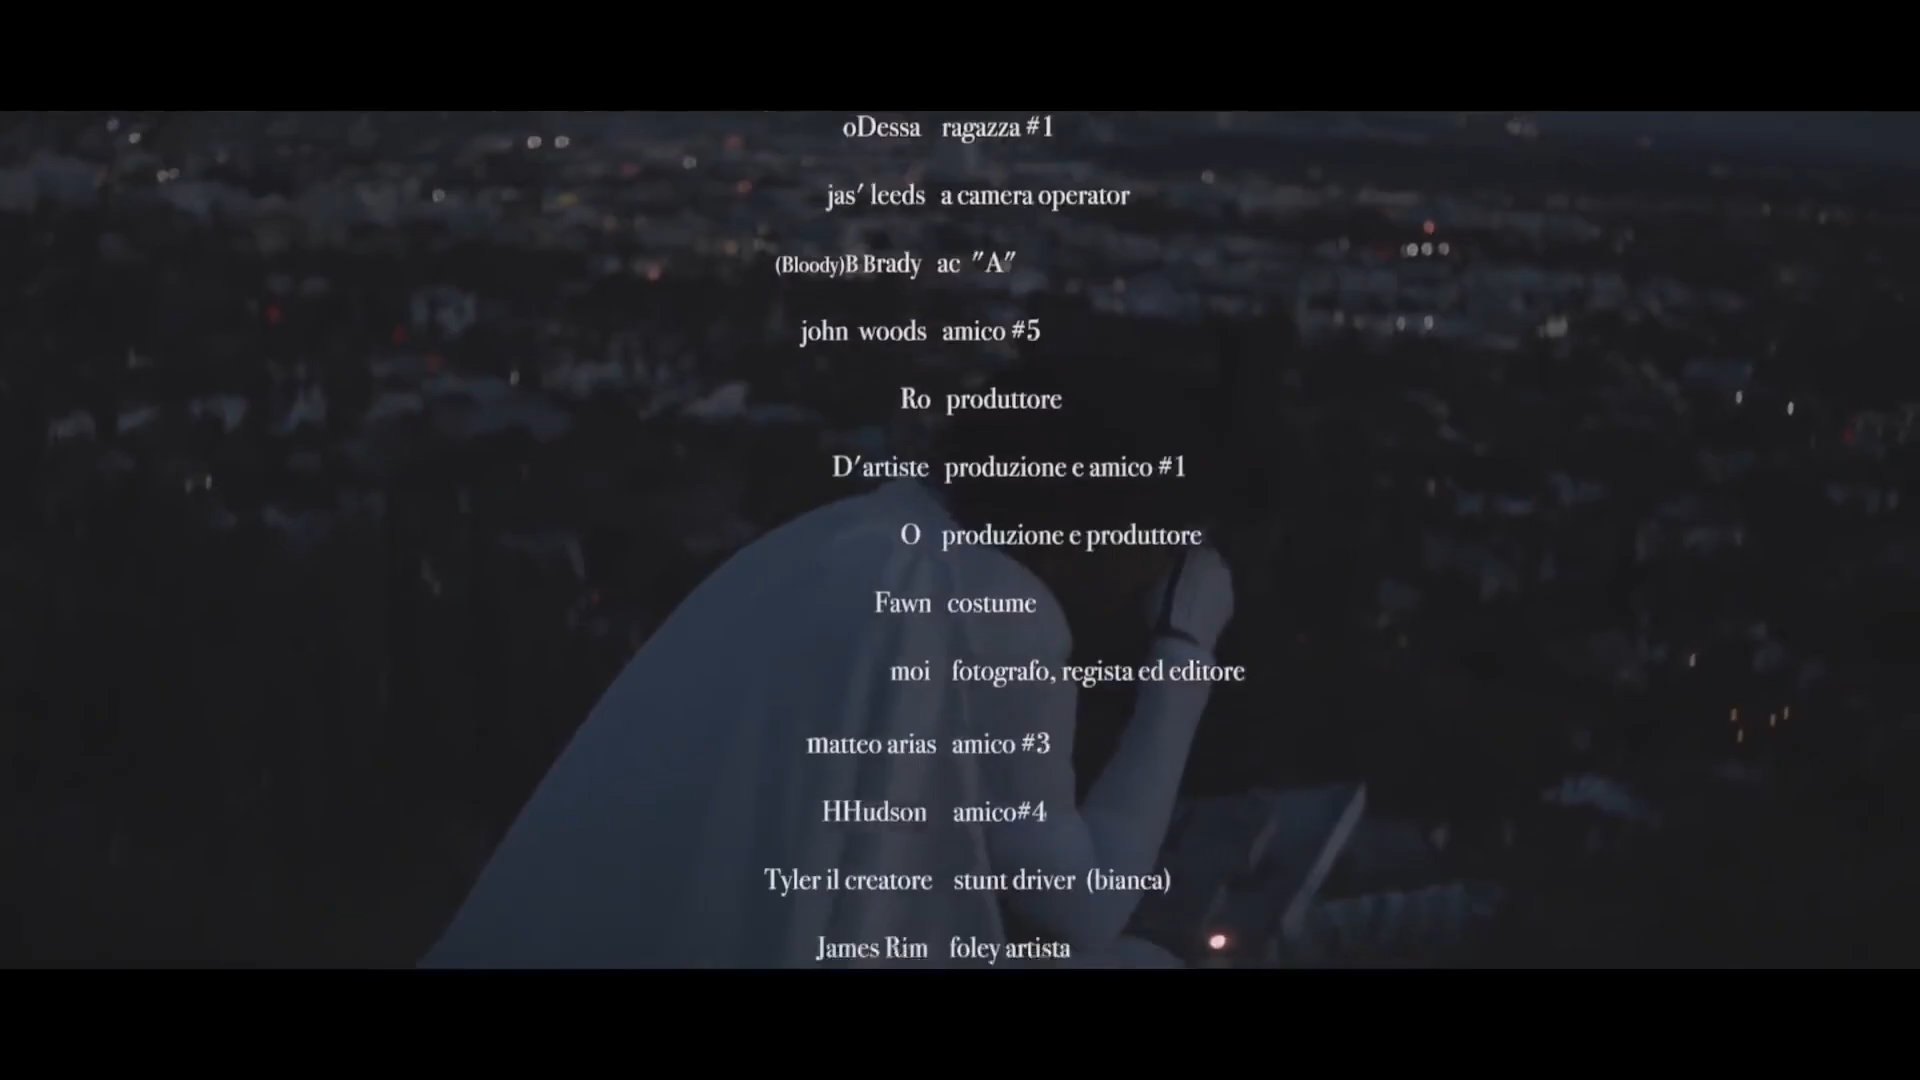 oDessa ragazza #1
jas' leeds a camera operator
(Bloody)B Brady ac "A"
john woods amico #5
Ro produttore
D'artiste produzione e amico #1
O produzione e produttore
Fawn costume
moi fotografo, regista ed editore
matteo arias amico #3
HHudson amico#4
Tyler il creatore stunt driver (bianca)
James Rim foley artista